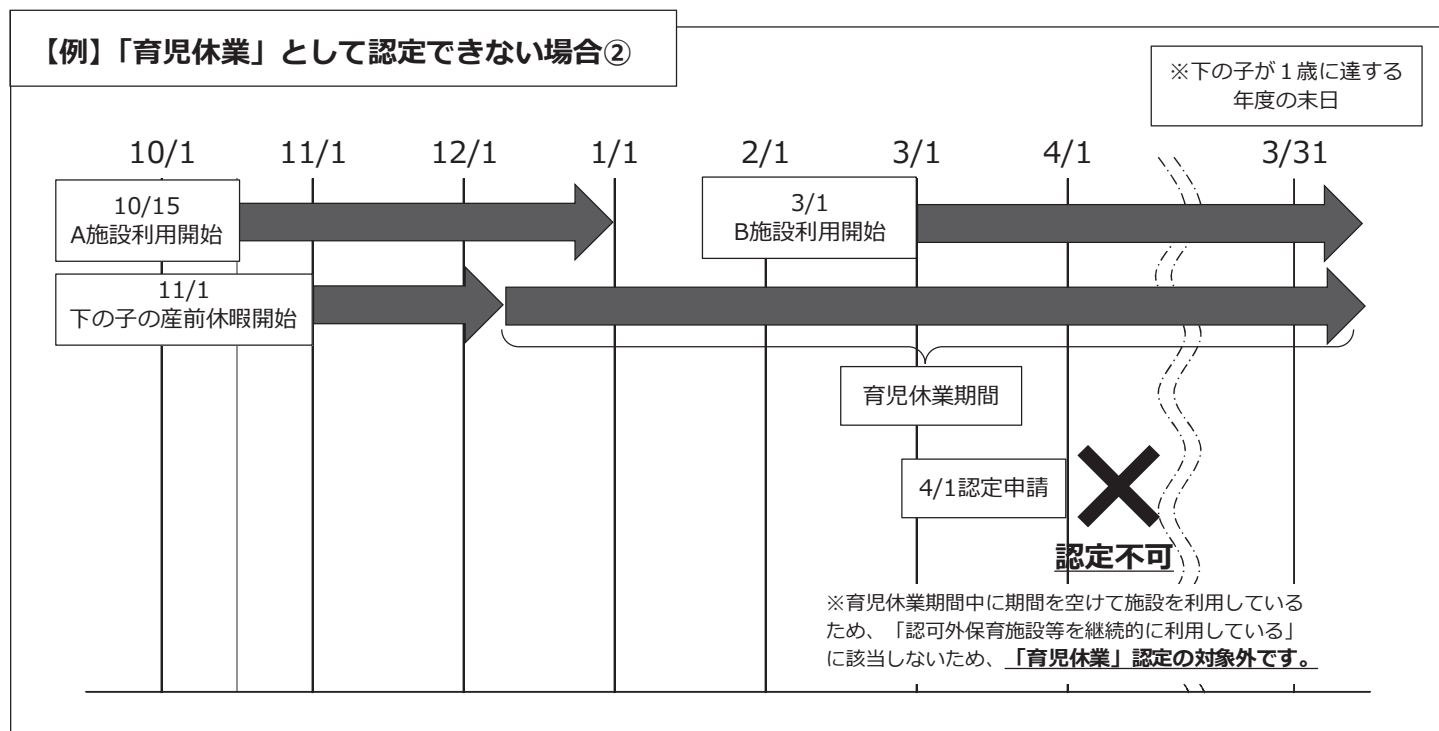 【例】「育児休業」として認定できない場合②
※下の子が１歳に達する
年度の末日
10/1
11/1
12/1
1/1
2/1
3/1
4/1
3/31
10/15
A施設利用開始
3/1
B施設利用開始
11/1
下の子の産前休暇開始
育児休業期間
4/1認定申請
認定不可
※育児休業期間中に期間を空けて施設を利用している
ため、「認可外保育施設等を継続的に利用している」
に該当しないため、「育児休業」認定の対象外です。